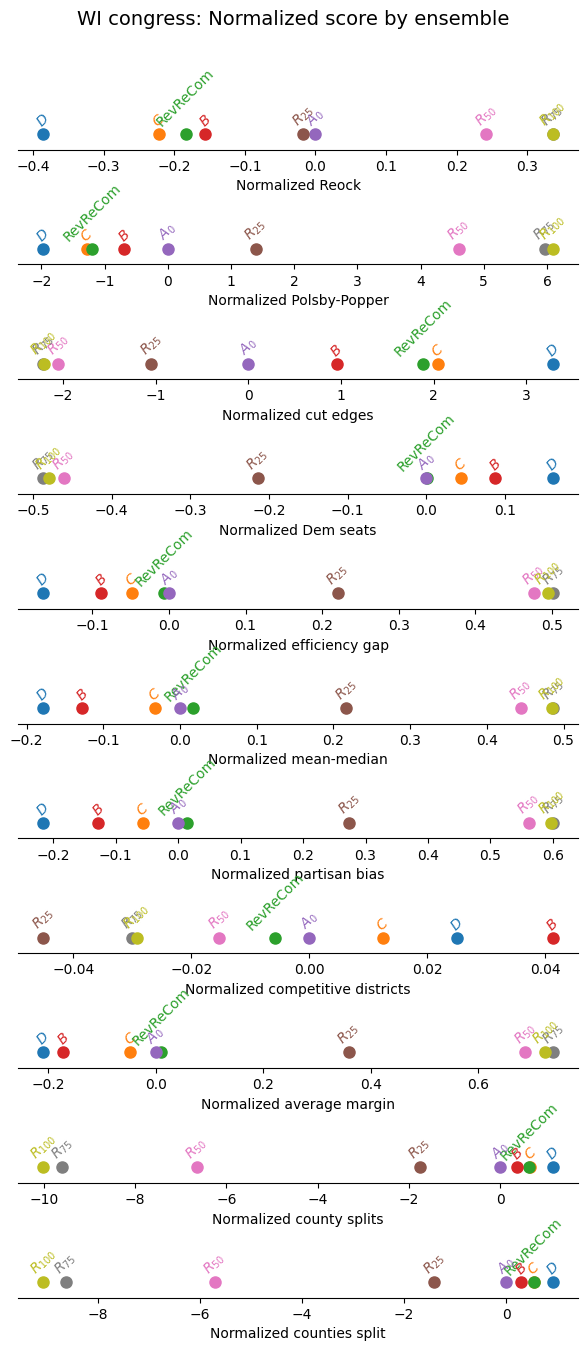 WI congress: Normalized score by ensemble
D C RevReCom B R25 A0 R50 R75 R100
−0.4 −0.3 −0.2 −0.1 0.0 0.1 0.2 0.3
Normalized Reock
D C RevReCom B A0 R25 R50 R75 R100
−2 −1 0 1 2 3 4 5 6
Normalized Polsby-Popper
R75 R100 R50 R25 A0 B RevReCom C D
−2 −1 0 1 2 3
Normalized cut edges
R75 R100 R50 R25 RevReCom A0 C B D
−0.5 −0.4 −0.3 −0.2 −0.1 0.0 0.1
Normalized Dem seats
D B C RevReCom A0 R25 R50 R100 R75
−0.1 0.0 0.1 0.2 0.3 0.4 0.5
Normalized efficiency gap
D B C A0 RevReCom R25 R50 R100 R75
−0.2 −0.1 0.0 0.1 0.2 0.3 0.4 0.5
Normalized mean-median
D B C A0 RevReCom R25 R50 R100 R75
−0.2 −0.1 0.0 0.1 0.2 0.3 0.4 0.5 0.6
Normalized partisan bias
R25 R75 R100 R50 RevReCom A0 C D B
−0.04 −0.02 0.00 0.02 0.04
Normalized competitive districts
D B C A0 RevReCom R25 R50 R100 R75
−0.2 0.0 0.2 0.4 0.6
Normalized average margin
R100 R75 R50 R25 A0 B RevReCom C D
−10 −8 −6 −4 −2 0
Normalized county splits
R100 R75 R50 R25 A0 B RevReCom C D
−8 −6 −4 −2 0
Normalized counties split